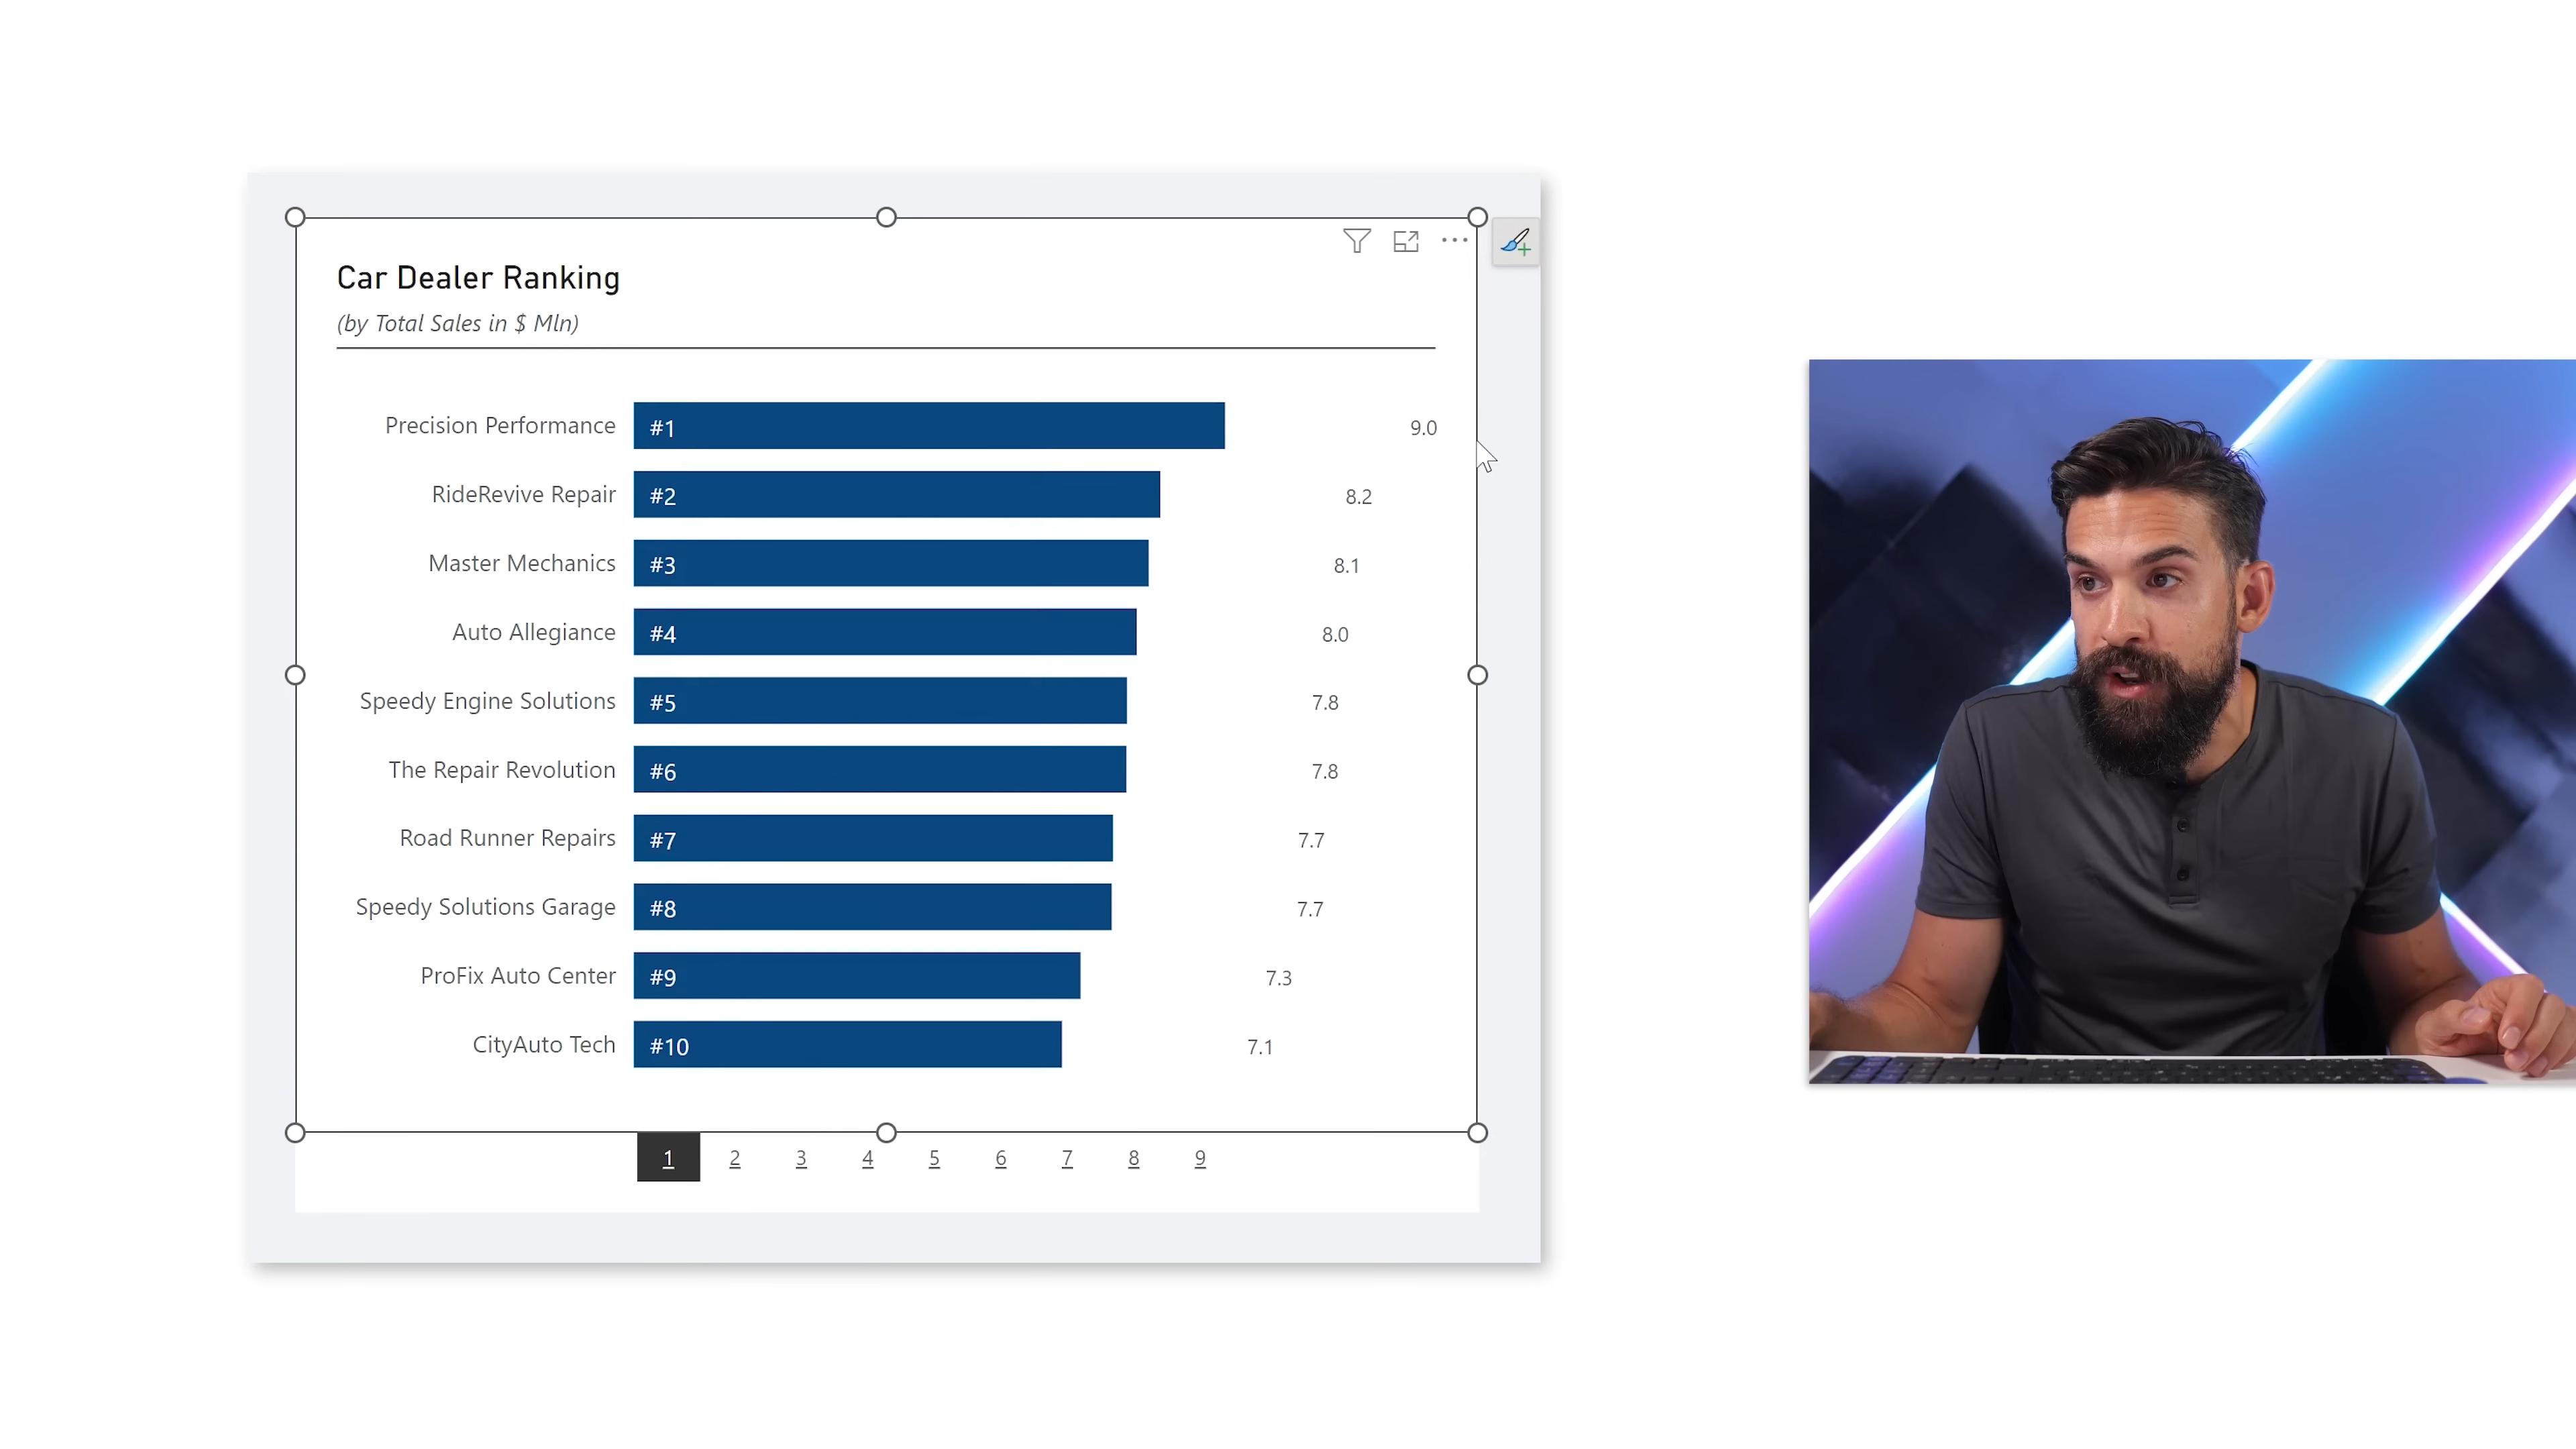 Car Dealer Ranking
(by Total Sales in $ Mln)
Precision Performance #1 9.0
RideRevive Repair #2 8.2
Master Mechanics #3 8.1
Auto Allegiance #4 8.0
Speedy Engine Solutions #5 7.8
The Repair Revolution #6 7.8
Road Runner Repairs #7 7.7
Speedy Solutions Garage #8 7.7
ProFix Auto Center #9 7.3
CityAuto Tech #10 7.1
1 2 3 4 5 6 7 8 9